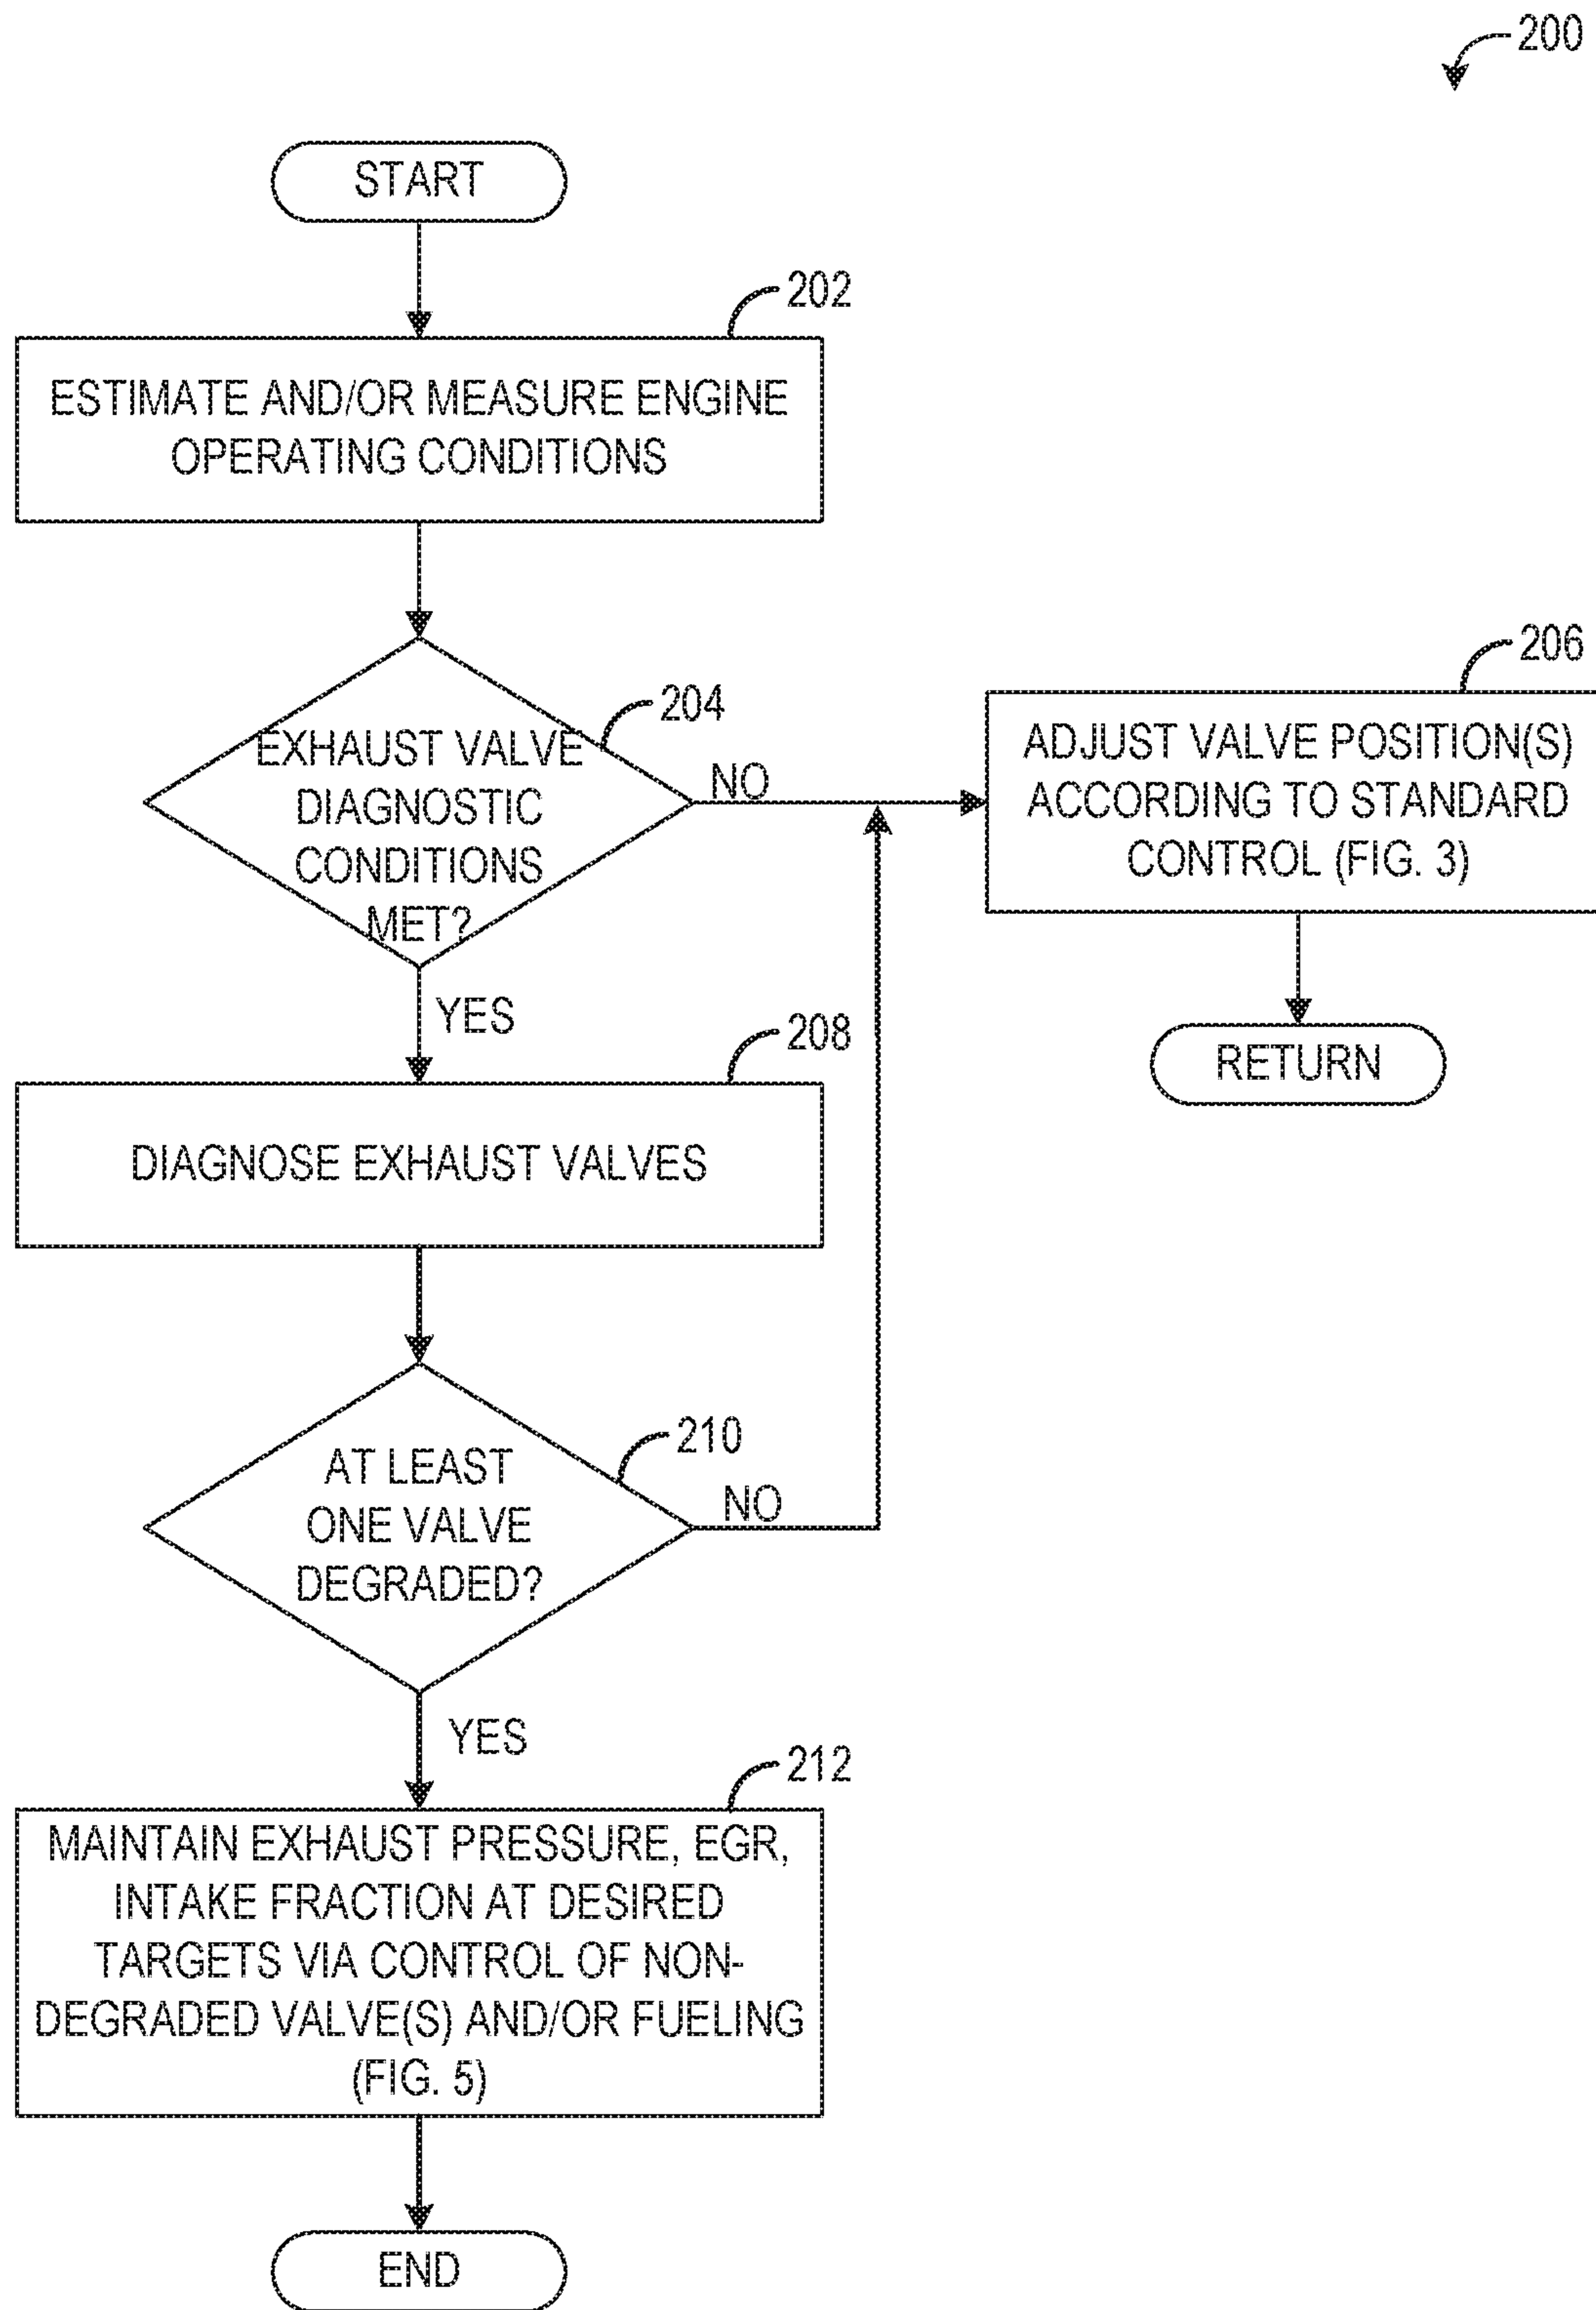 200
START
202
ESTIMATE AND/OR MEASURE ENGINE
OPERATING CONDITIONS
204
EXHAUST VALVE
DIAGNOSTIC
CONDITIONS
MET?
NO
206
ADJUST VALVE POSITION(S)
ACCORDING TO STANDARD
CONTROL (FIG. 3)
RETURN
YES
208
DIAGNOSE EXHAUST VALVES
210
AT LEAST
ONE VALVE
DEGRADED?
NO
YES
212
MAINTAIN EXHAUST PRESSURE, EGR,
INTAKE FRACTION AT DESIRED
TARGETS VIA CONTROL OF NON-
DEGRADED VALVE(S) AND/OR FUELING
(FIG. 5)
END